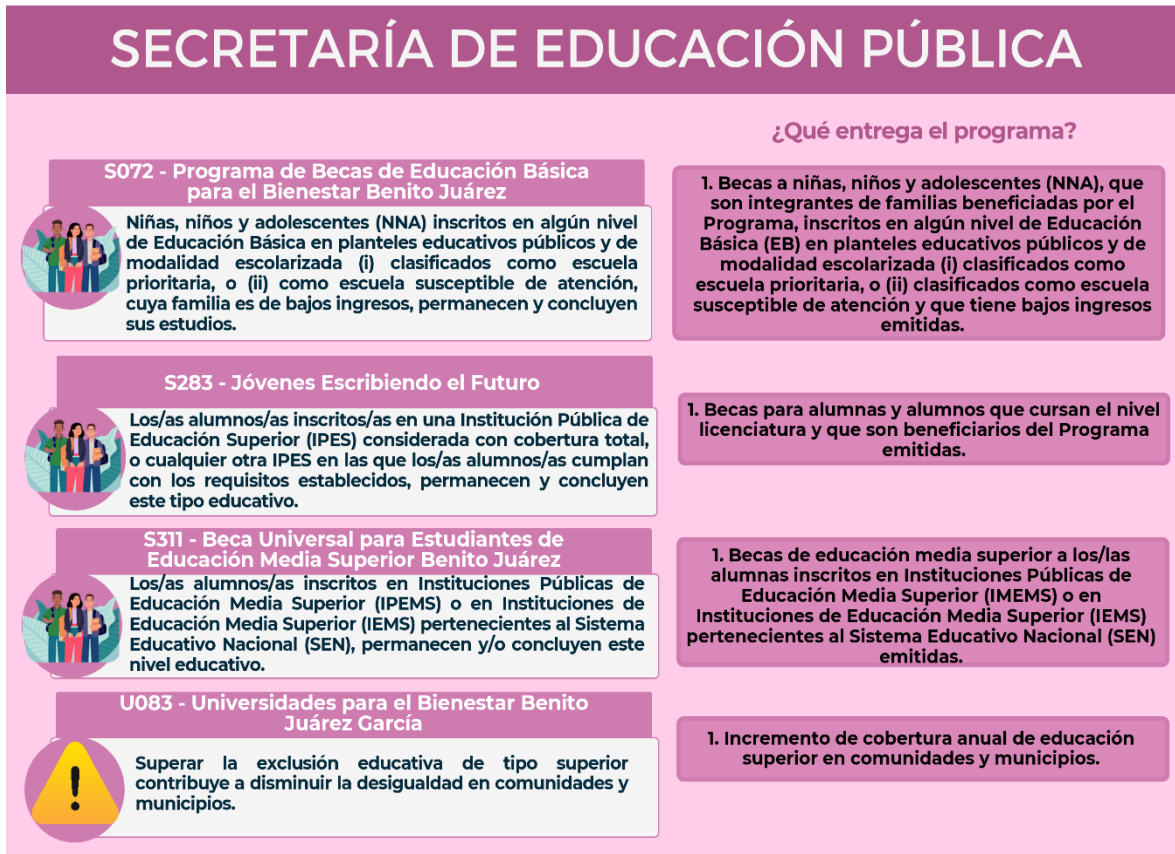 SECRETARÍA DE EDUCACIÓN PÚBLICA
¿Qué entrega el programa?
S072 - Programa de Becas de Educación Básica
para el Bienestar Benito Juárez
Niñas, niños y adolescentes (NNA) inscritos en algún nivel
de Educación Básica en planteles educativos públicos y de
modalidad escolarizada (i) clasificados como escuela
prioritaria, o (ii) como escuela susceptible de atención,
cuya familia es de bajos ingresos, permanecen y concluyen
sus estudios.
1. Becas a niñas, niños y adolescentes (NNA), que
son integrantes de familias beneficiadas por el
Programa, inscritos en algún nivel de Educación
Básica (EB) en planteles educativos públicos y de
modalidad escolarizada (i) clasificados como
escuela prioritaria, o (ii) clasificados como escuela
susceptible de atención y que tiene bajos ingresos
emitidas.
S283 - Jóvenes Escribiendo el Futuro
Los/as alumnos/as inscritos/as en una Institución Pública de
Educación Superior (IPES) considerada con cobertura total,
o cualquier otra IPES en las que los/as alumnos/as cumplan
con los requisitos establecidos, permanecen y concluyen
este tipo educativo.
1. Becas para alumnas y alumnos que cursan el nivel
licenciatura y que son beneficiarios del Programa
emitidas.
S311 - Beca Universal para Estudiantes de
Educación Media Superior Benito Juárez
Los/as alumnos/as inscritos en Instituciones Públicas de
Educación Media Superior (IPEMS) o en Instituciones de
Educación Media Superior (IEMS) pertenecientes al Sistema
Educativo Nacional (SEN), permanecen y/o concluyen este
nivel educativo.
1. Becas de educación media superior a los/las
alumnas inscritos en Instituciones Públicas de
Educación Media Superior (IMEMS) o en
Instituciones de Educación Media Superior (IEMS)
pertenecientes al Sistema Educativo Nacional (SEN)
emitidas.
U083 - Universidades para el Bienestar Benito
Juárez García
Superar la exclusión educativa de tipo superior
contribuye a disminuir la desigualdad en comunidades y
municipios.
1. Incremento de cobertura anual de educación
superior en comunidades y municipios.